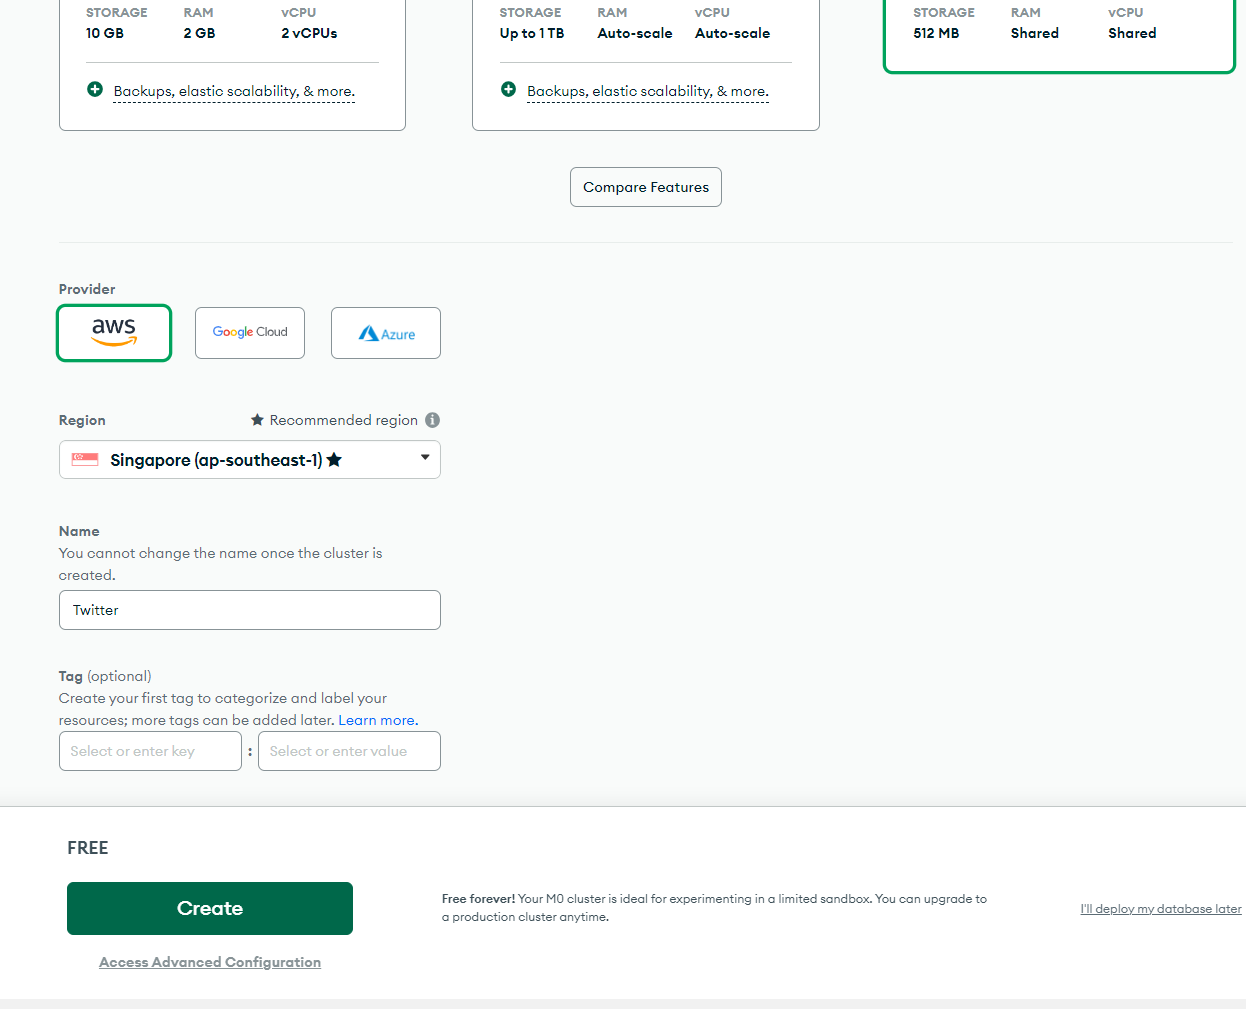 STORAGE RAM vCPU
10 GB 2 GB 2 vCPUs
Backups, elastic scalability, & more.
STORAGE RAM vCPU
Up to 1 TB Auto-scale Auto-scale
Backups, elastic scalability, & more.
STORAGE RAM vCPU
512 MB Shared Shared
Compare Features
Provider
aws
Google Cloud
Azure
Region
★ Recommended region
Singapore (ap-southeast-1) ★
Name
You cannot change the name once the cluster is
created.
Twitter
Tag (optional)
Create your first tag to categorize and label your
resources; more tags can be added later. Learn more.
Select or enter key : Select or enter value
FREE
Create
Access Advanced Configuration
Free forever! Your M0 cluster is ideal for experimenting in a limited sandbox. You can upgrade to
a production cluster anytime.
I'll deploy my database later